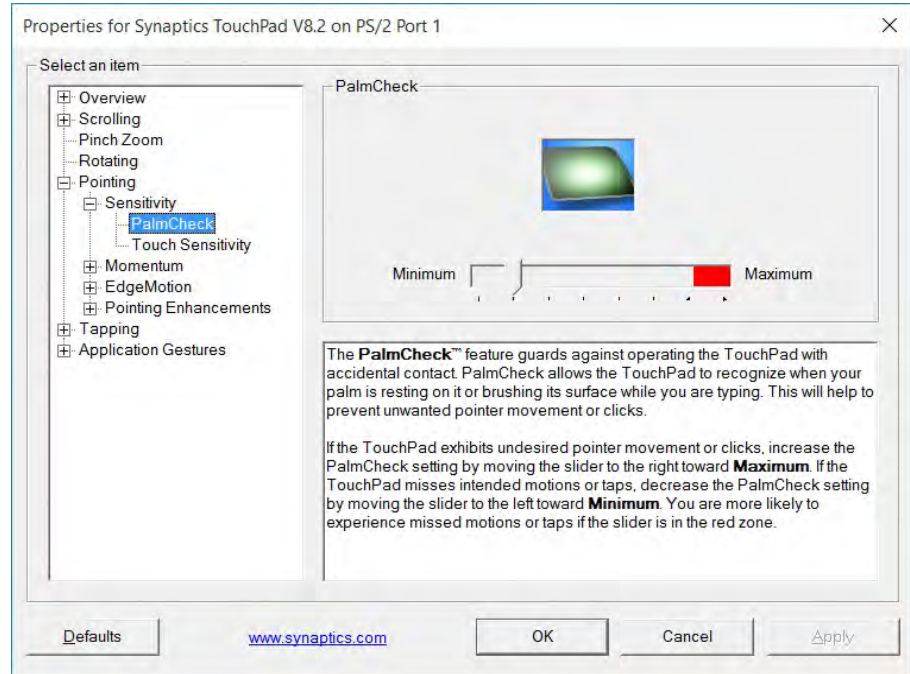 Properties for Synaptics TouchPad V8.2 on PS/2 Port 1
Select an item
Overview
Scrolling
Pinch Zoom
Rotating
Pointing
Sensitivity
PalmCheck
Touch Sensitivity
Momentum
EdgeMotion
Pointing Enhancements
Tapping
Application Gestures
PalmCheck
Minimum Maximum
The PalmCheck™ feature guards against operating the TouchPad with
accidental contact. PalmCheck allows the TouchPad to recognize when your
palm is resting on it or brushing its surface while you are typing. This will help to
prevent unwanted pointer movement or clicks.
If the TouchPad exhibits undesired pointer movement or clicks, increase the
PalmCheck setting by moving the slider to the right toward Maximum. If the
TouchPad misses intended motions or taps, decrease the PalmCheck setting
by moving the slider to the left toward Minimum. You are more likely to
experience missed motions or taps if the slider is in the red zone.
Defaults www.synaptics.com OK Cancel Apply